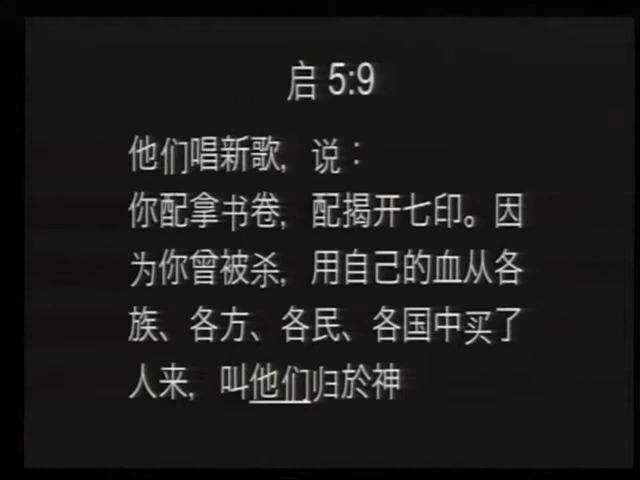 启 5:9
他们唱新歌，说：
你配拿书卷，配揭开七印。因
为你曾被杀，用自己的血从各
族、各方、各民、各国中买了
人来，叫他们归於神